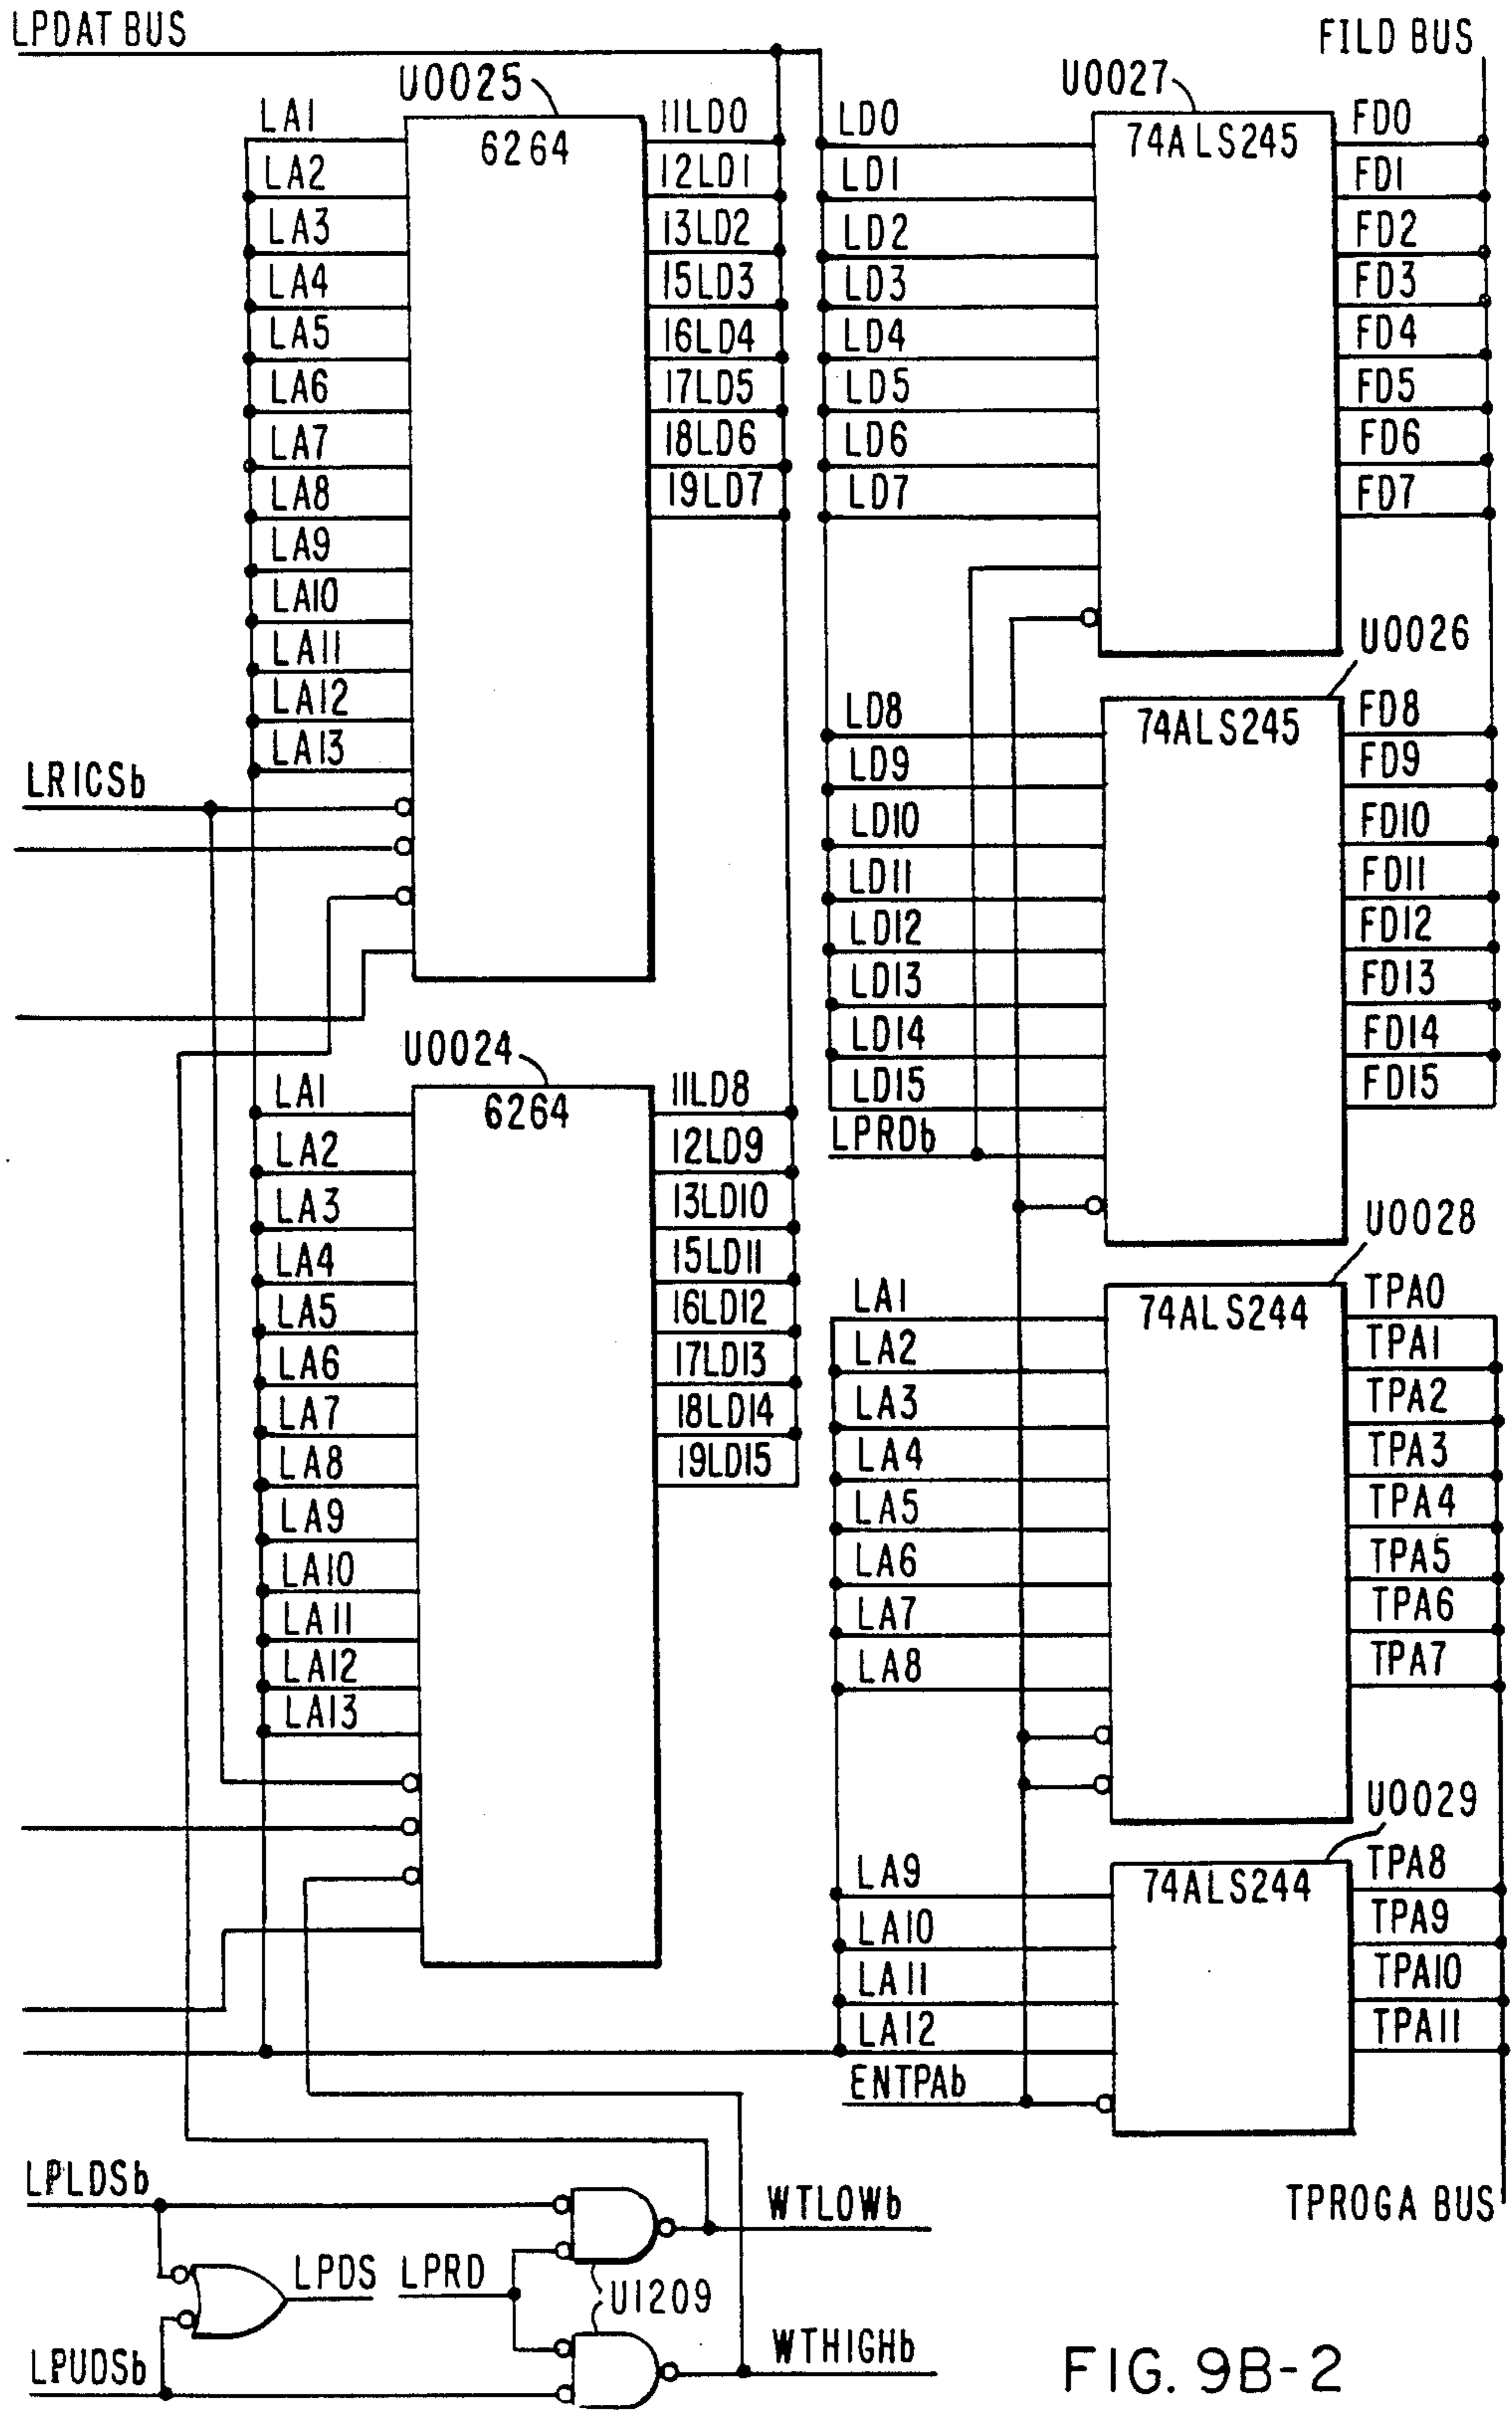 LPDAT BUS
FILD BUS
U0025
6264
LA1
LA2
LA3
LA4
LA5
LA6
LA7
LA8
LA9
LA10
LA11
LA12
LA13
LRICSb
11LD0
12LD1
13LD2
15LD3
16LD4
17LD5
18LD6
19LD7
U0027
74ALS245
LD0
LD1
LD2
LD3
LD4
LD5
LD6
LD7
FD0
FD1
FD2
FD3
FD4
FD5
FD6
FD7
U0026
74ALS245
LD8
LD9
LD10
LD11
LD12
LD13
LD14
LD15
LPRDb
FD8
FD9
FD10
FD11
FD12
FD13
FD14
FD15
U0024
6264
LA1
LA2
LA3
LA4
LA5
LA6
LA7
LA8
LA9
LA10
LA11
LA12
LA13
11LD8
12LD9
13LD10
15LD11
16LD12
17LD13
18LD14
19LD15
U0028
74ALS244
LA1
LA2
LA3
LA4
LA5
LA6
LA7
LA8
TPA0
TPA1
TPA2
TPA3
TPA4
TPA5
TPA6
TPA7
U0029
74ALS244
LA9
LA10
LA11
LA12
ENTPAb
TPA8
TPA9
TPA10
TPA11
TPROGA BUS
LPLDSb
LPUDSb
LPDS
LPRD
U1209
WTLOWb
WTHIGHb
FIG. 9B-2